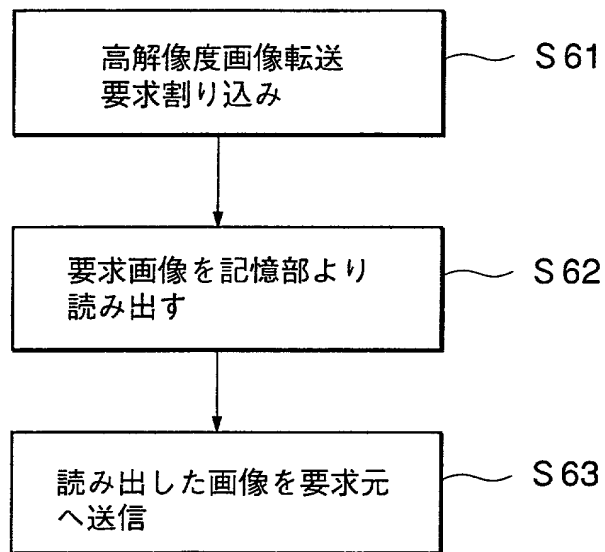 高解像度画像転送
要求割り込み
S61
要求画像を記憶部より
読み出す
S62
読み出した画像を要求元
へ送信
S63